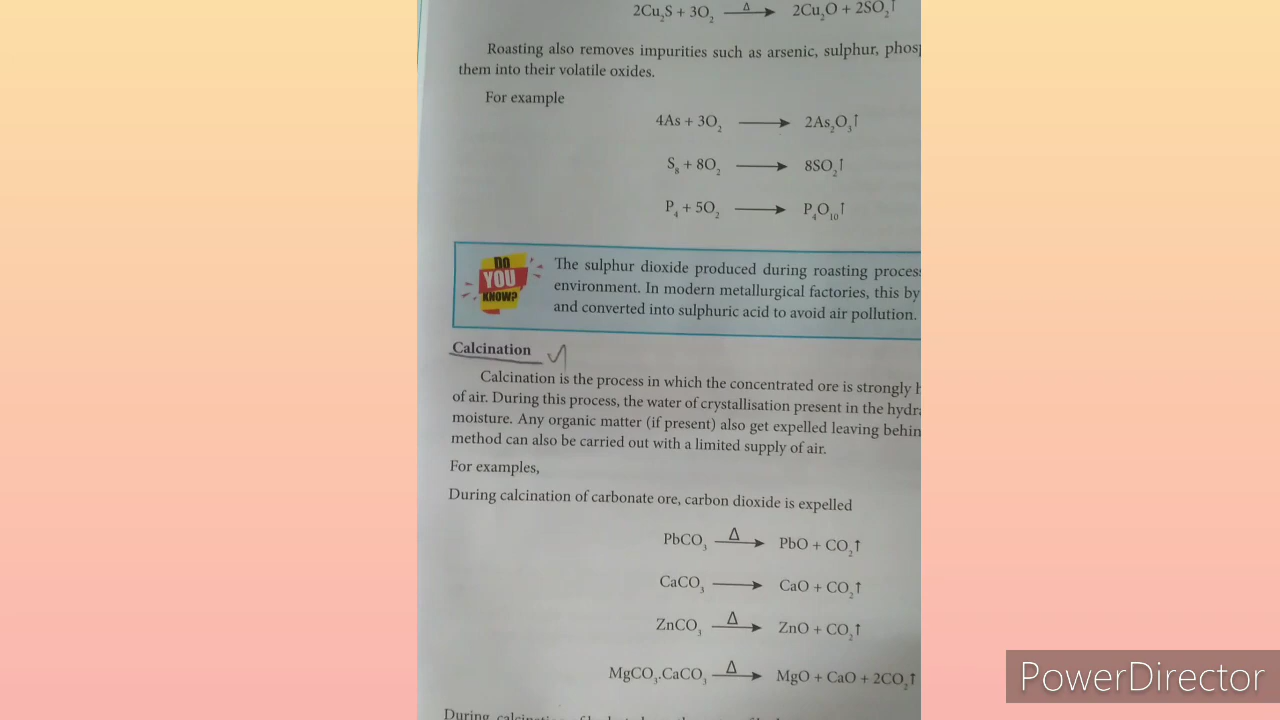 2Cu₂S + 3O₂ —Δ→ 2Cu₂O + 2SO₂↑
Roasting also removes impurities such as arsenic, sulphur, phosp
them into their volatile oxides.
For example
4As + 3O₂ ⟶ 2As₂O₃↑
S₈ + 8O₂ ⟶ 8SO₂↑
P₄ + 5O₂ ⟶ P₄O₁₀↑
DO
YOU
KNOW?
The sulphur dioxide produced during roasting process
environment. In modern metallurgical factories, this by
and converted into sulphuric acid to avoid air pollution.
Calcination
Calcination is the process in which the concentrated ore is strongly h
of air. During this process, the water of crystallisation present in the hydra
moisture. Any organic matter (if present) also get expelled leaving behin
method can also be carried out with a limited supply of air.
For examples,
During calcination of carbonate ore, carbon dioxide is expelled
PbCO₃ —Δ→ PbO + CO₂↑
CaCO₃ ⟶ CaO + CO₂↑
ZnCO₃ —Δ→ ZnO + CO₂↑
MgCO₃.CaCO₃ —Δ→ MgO + CaO + 2CO₂↑
During
PowerDirector